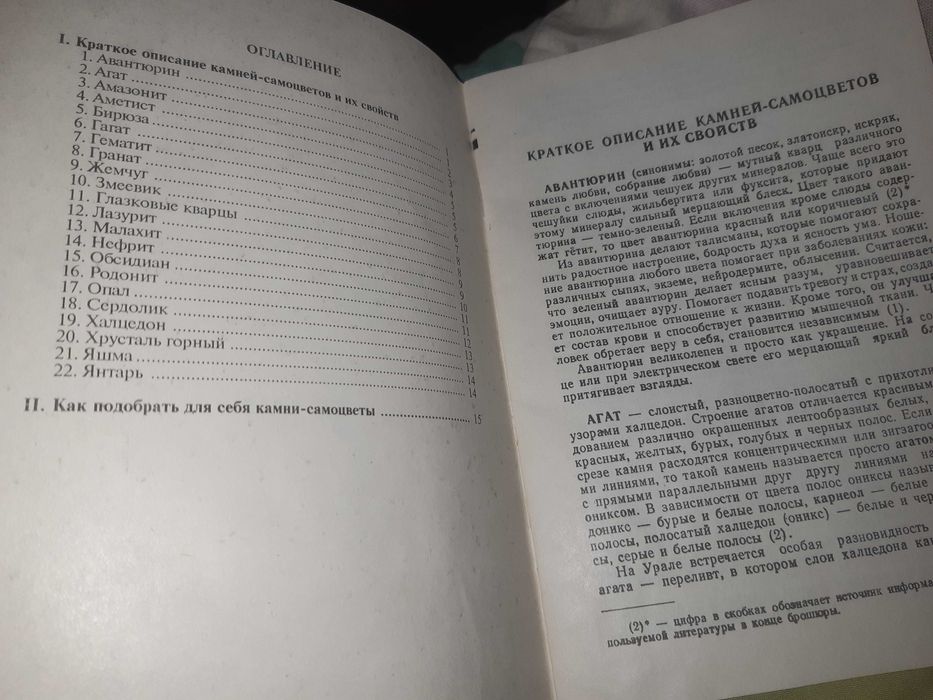 ОГЛАВЛЕНИЕ
I. Краткое описание камней-самоцветов и их свойств
1. Авантюрин
2. Агат
3. Амазонит
4. Аметист
5. Бирюза
6. Гагат
7. Гематит
8. Гранат
9. Жемчуг
10. Змеевик
11. Глазковые кварцы
12. Лазурит
13. Малахит
14. Нефрит
15. Обсидиан
16. Родонит
17. Опал
18. Сердолик
19. Халцедон
20. Хрусталь горный
21. Яшма
22. Янтарь
II. Как подобрать для себя камни-самоцветы 15
КРАТКОЕ ОПИСАНИЕ КАМНЕЙ-САМОЦВЕТОВ
И ИХ СВОЙСТВ
АВАНТЮРИН (синонимы: золотой песок, златоискр, искряк,
камень любви, собрание любви) — мутный кварц различного
цвета с включениями чешуек других минералов. Чаще всего это
чешуйки слюды, жильбертита или фуксита, которые придают
этому минералу сильный мерцающий блеск. Цвет такого аван-
тюрина — темно-зеленый. Если включения кроме слюды содер-
жат гётит, то цвет авантюрина красный или коричневый (2)*
Из авантюрина делают талисманы, которые помогают сохра-
нить радостное настроение, бодрость духа и ясность ума. Ноше-
ние авантюрина любого цвета помогает при заболеваниях кожи:
различных сыпях, экземе, нейродермите, облысении. Считается,
что зеленый авантюрин делает ясным разум, уравновешивает
эмоции, очищает ауру. Помогает подавить тревогу и страх, созда
ет положительное отношение к жизни. Кроме того, он улучш
ет состав крови и способствует развитию мышечной ткани. Ч
ловек обретает веру в себя, становится независимым (1).
Авантюрин великолепен и просто как украшение. На со
це или при электрическом свете его мерцающий яркий бл
притягивает взгляды.
АГАТ — слоистый, разноцветно-полосатый с прихотли
узорами халцедон. Строение агатов отличается красивым
дованием различно окрашенных лентообразных белых,
красных, желтых, бурых, голубых и черных полос. Если
срезе камня расходятся концентрическими или зигзагоо
ми линиями, то такой камень называется просто агатом
с прямыми параллельными друг другу линиями на
ониксом. В зависимости от цвета полос ониксы назыв
доникс — бурые и белые полосы, карнеол — белые
полосы, полосатый халцедон (оникс) — белые и чер
сы, серые и белые полосы (2).
На Урале встречается особая разновидность
агата — переливт, в котором слои халцедона кан
(2)* — цифра в скобках обозначает источник информа
пользуемой литературы в конце брошюры.